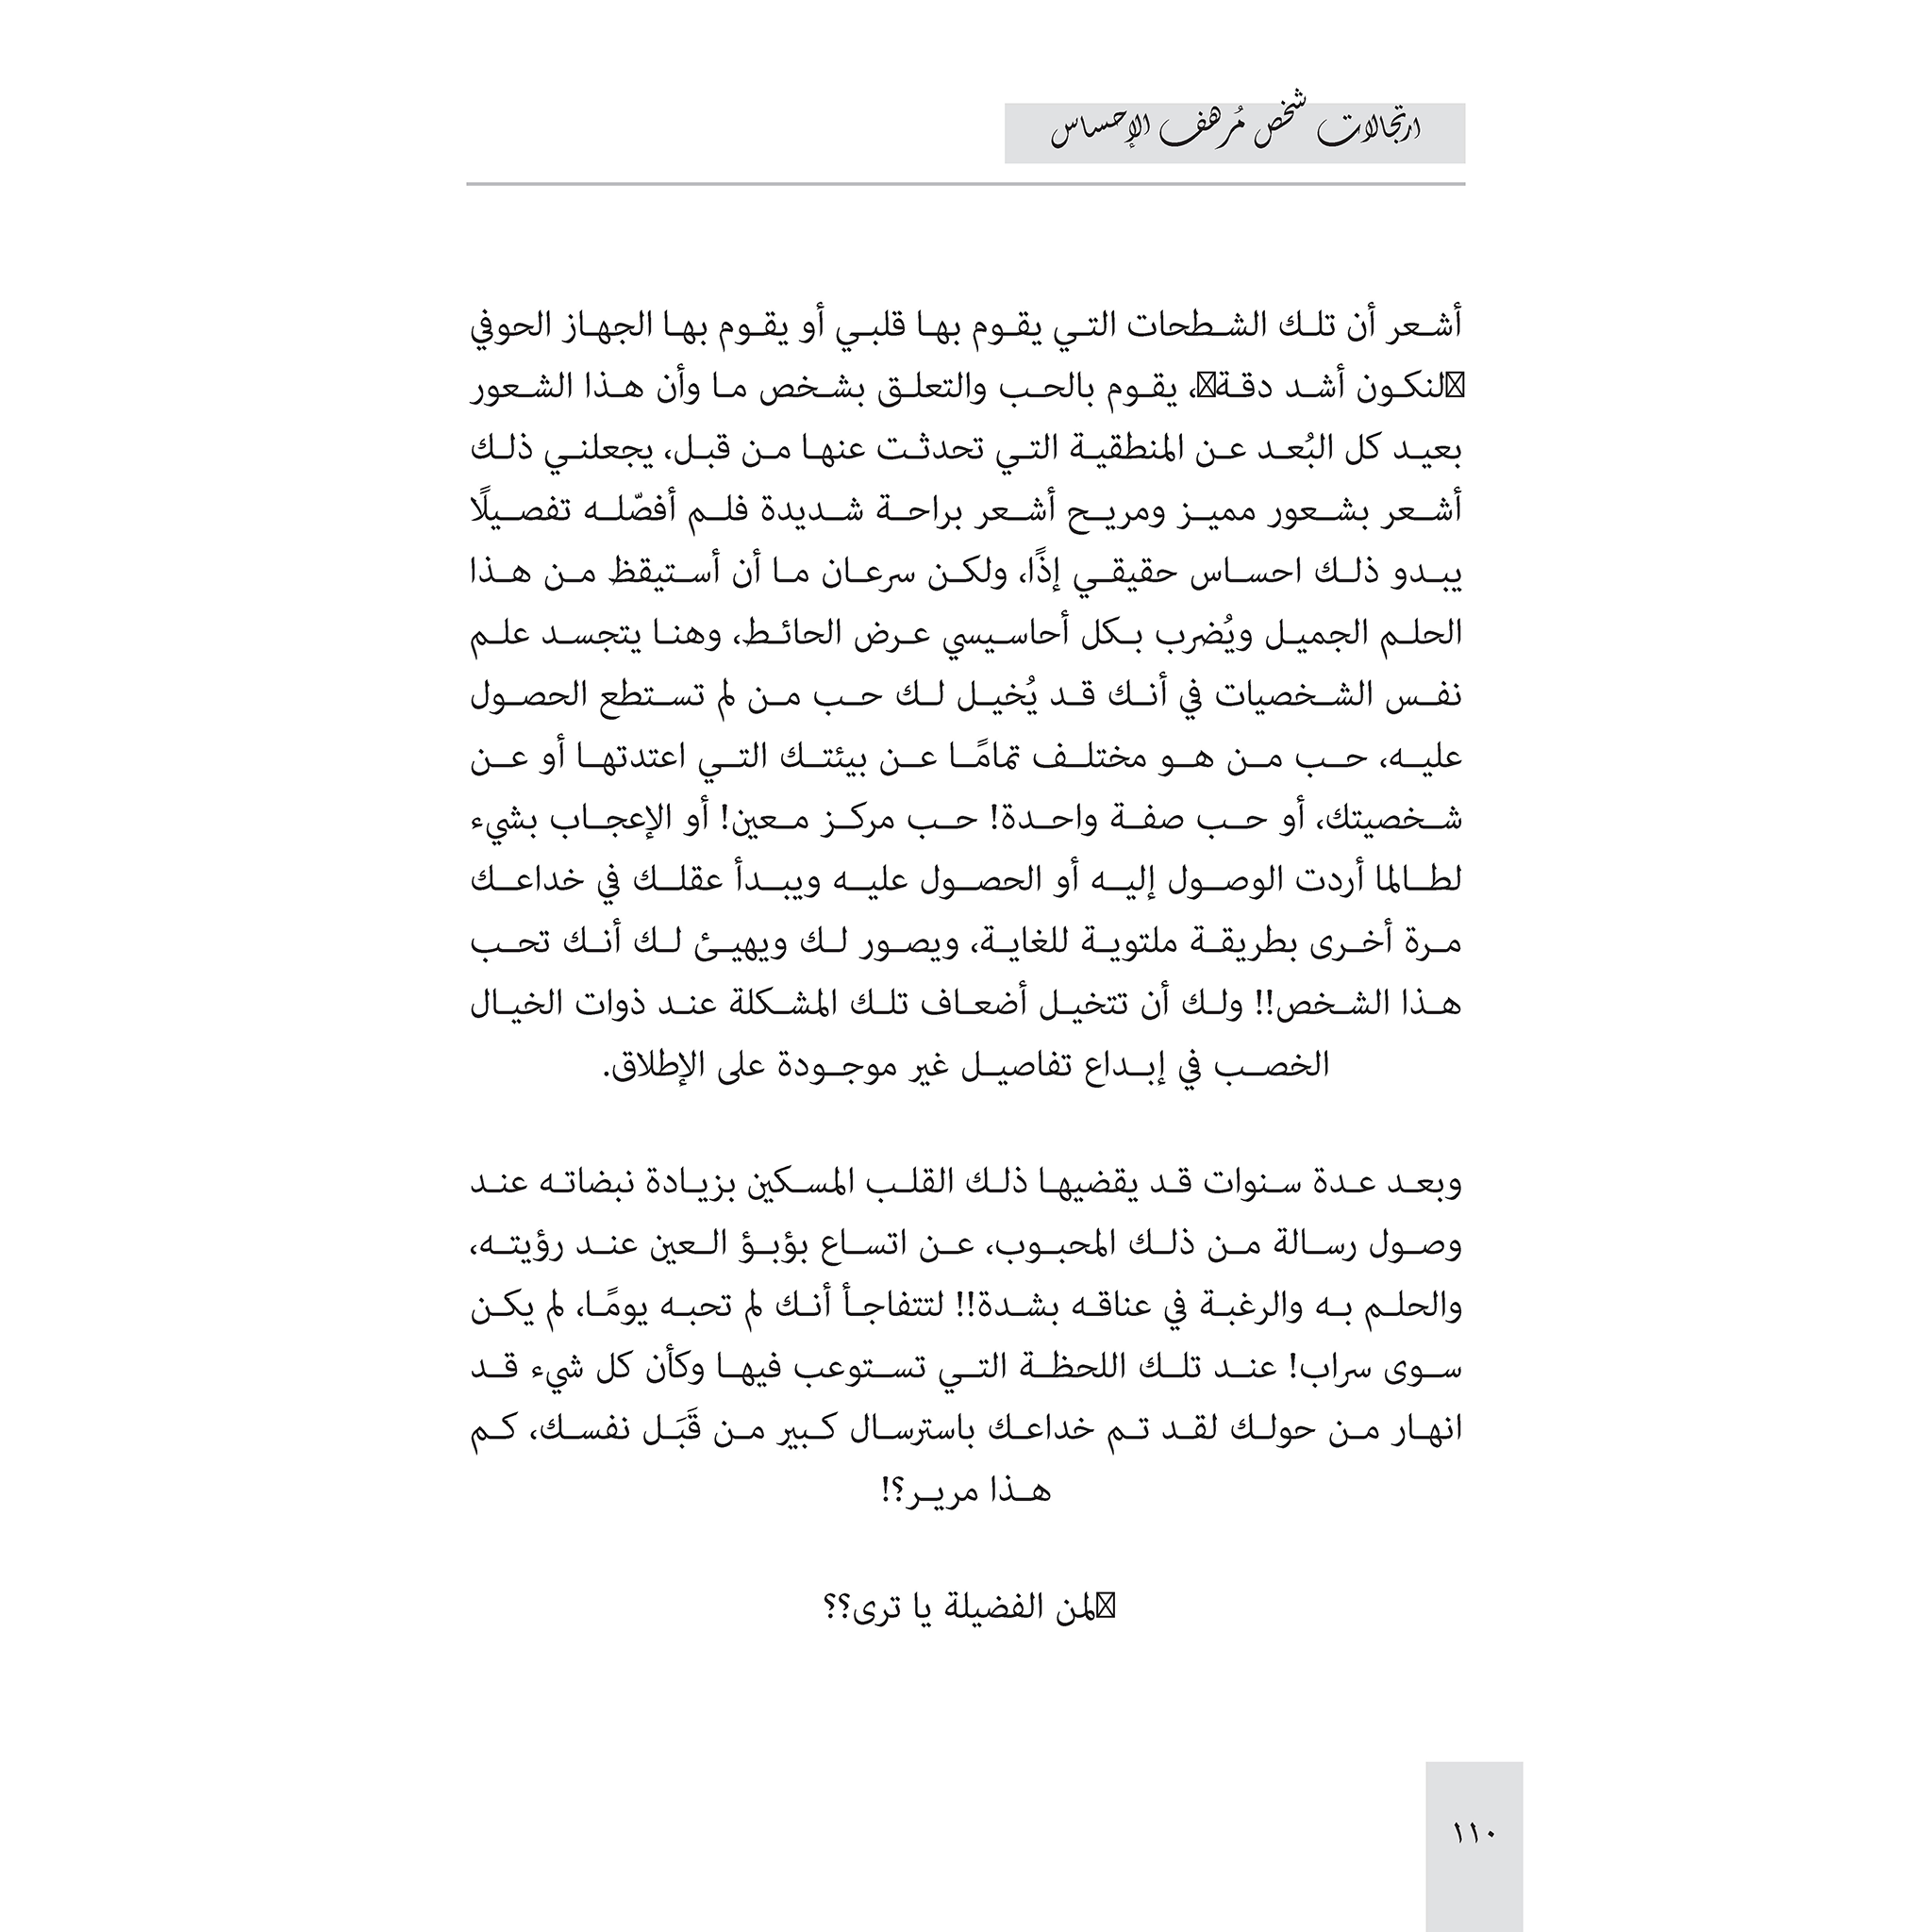 ارتجالات شخص مُرهف الإحساس
أشعر أن تلك الشطحات التي يقوم بها قلبي أو يقوم بها الجهاز الحوفي
لنكون أشد دقة، يقوم بالحب والتعلق بشخص ما وأن هذا الشعور
بعيد كل البُعد عن المنطقية التي تحدثت عنها من قبل، يجعلني ذلك
أشعر بشعور مميز ومريح أشعر براحة شديدة فلم أفصّله تفصيلًا
يبدو ذلك احساس حقيقي إذًا، ولكن سرعان ما أن أستيقظ من هذا
الحلم الجميل ويُضرب بكل أحاسيسي عرض الحائط، وهنا يتجسد علم
نفس الشخصيات في أنك قد يُخيل لك حب من لم تستطع الحصول
عليه، حب من هو مختلف تمامًا عن بيئتك التي اعتدتها أو عن
شخصيتك، أو حب صفة واحدة! حب مركز معين! أو الإعجاب بشيء
لطالما أردت الوصول إليه أو الحصول عليه ويبدأ عقلك في خداعك
مرة أخرى بطريقة ملتوية للغاية، ويصور لك ويهيئ لك أنك تحب
هذا الشخص!! ولك أن تتخيل أضعاف تلك المشكلة عند ذوات الخيال
الخصب في إبداع تفاصيل غير موجودة على الإطلاق.
وبعد عدة سنوات قد يقضيها ذلك القلب المسكين بزيادة نبضاته عند
وصول رسالة من ذلك المحبوب، عن اتساع بؤبؤ العين عند رؤيته،
والحلم به والرغبة في عناقه بشدة!! لتتفاجأ أنك لم تحبه يومًا، لم يكن
سوى سراب! عند تلك اللحظة التي تستوعب فيها وكأن كل شيء قد
انهار من حولك لقد تم خداعك باسترسال كبير من قَبَل نفسك، كم
هذا مرير؟!
لمن الفضيلة يا ترى؟؟
١١٠